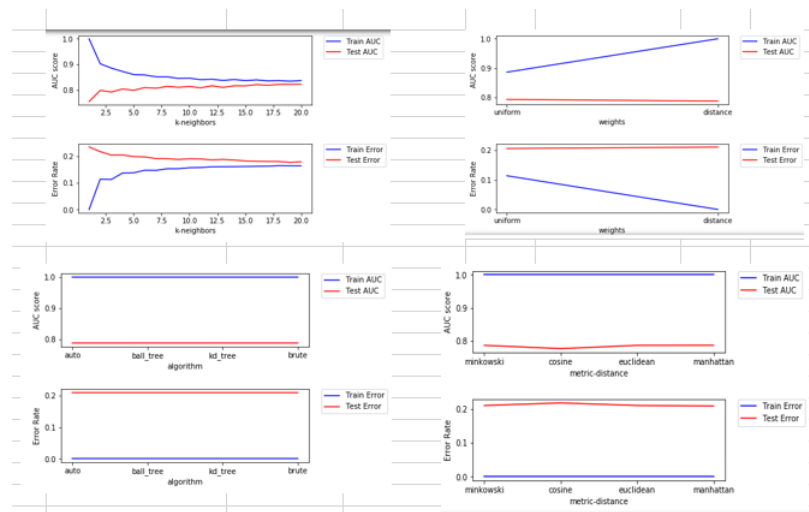 1.0
0.9
0.8
AUC score
2.5 5.0 7.5 10.0 12.5 15.0 17.5 20.0
k-neighbors
Train AUC
Test AUC
0.2
0.1
0.0
Error Rate
2.5 5.0 7.5 10.0 12.5 15.0 17.5 20.0
k-neighbors
Train Error
Test Error
1.0
0.9
0.8
AUC score
uniform distance
weights
Train AUC
Test AUC
0.2
0.1
0.0
Error Rate
uniform distance
weights
Train Error
Test Error
1.0
0.9
0.8
AUC score
auto ball_tree kd_tree brute
algorithm
Train AUC
Test AUC
0.2
0.1
0.0
Error Rate
auto ball_tree kd_tree brute
algorithm
Train Error
Test Error
1.0
0.9
0.8
AUC score
minkowski cosine euclidean manhattan
metric-distance
Train AUC
Test AUC
0.2
0.1
0.0
Error Rate
minkowski cosine euclidean manhattan
metric-distance
Train Error
Test Error